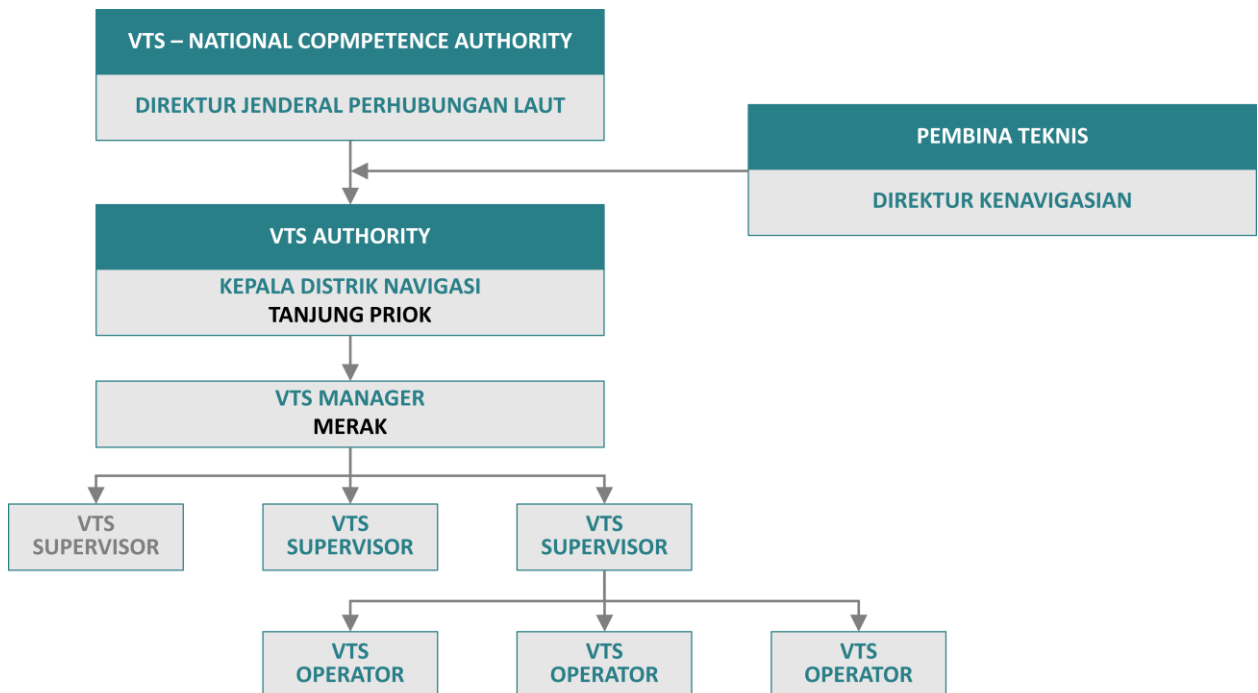 VTS – NATIONAL COPMPETENCE AUTHORITY
DIREKTUR JENDERAL PERHUBUNGAN LAUT
PEMBINA TEKNIS
DIREKTUR KENAVIGASIAN
VTS AUTHORITY
KEPALA DISTRIK NAVIGASI
TANJUNG PRIOK
VTS MANAGER
MERAK
VTS
SUPERVISOR
VTS
SUPERVISOR
VTS
SUPERVISOR
VTS
OPERATOR
VTS
OPERATOR
VTS
OPERATOR